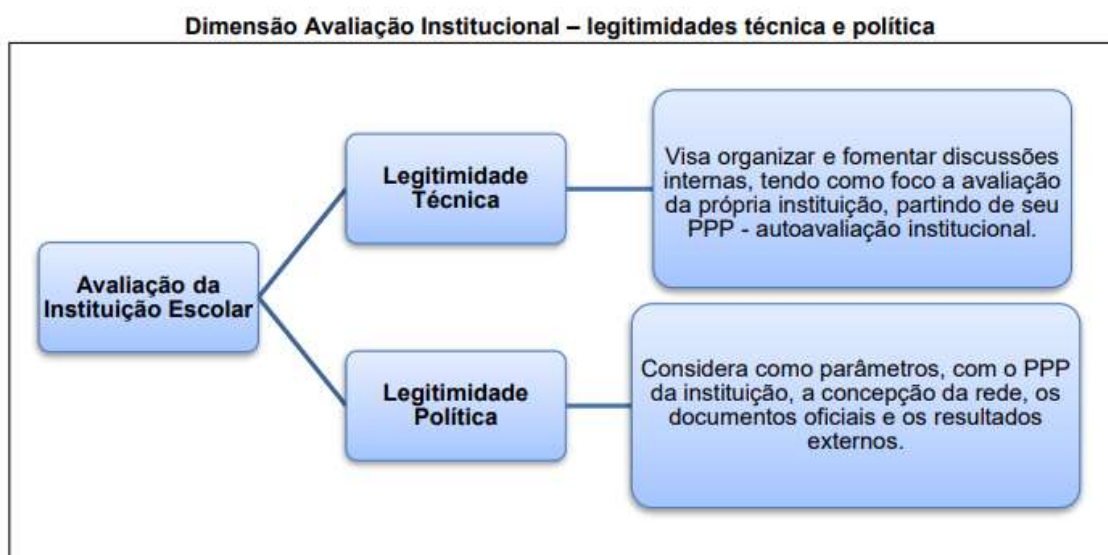 Dimensão Avaliação Institucional – legitimidades técnica e política
Avaliação da
Instituição Escolar
Legitimidade
Técnica
Visa organizar e fomentar discussões
internas, tendo como foco a avaliação
da própria instituição, partindo de seu
PPP - autoavaliação institucional.
Legitimidade
Política
Considera como parâmetros, com o PPP
da instituição, a concepção da rede, os
documentos oficiais e os resultados
externos.